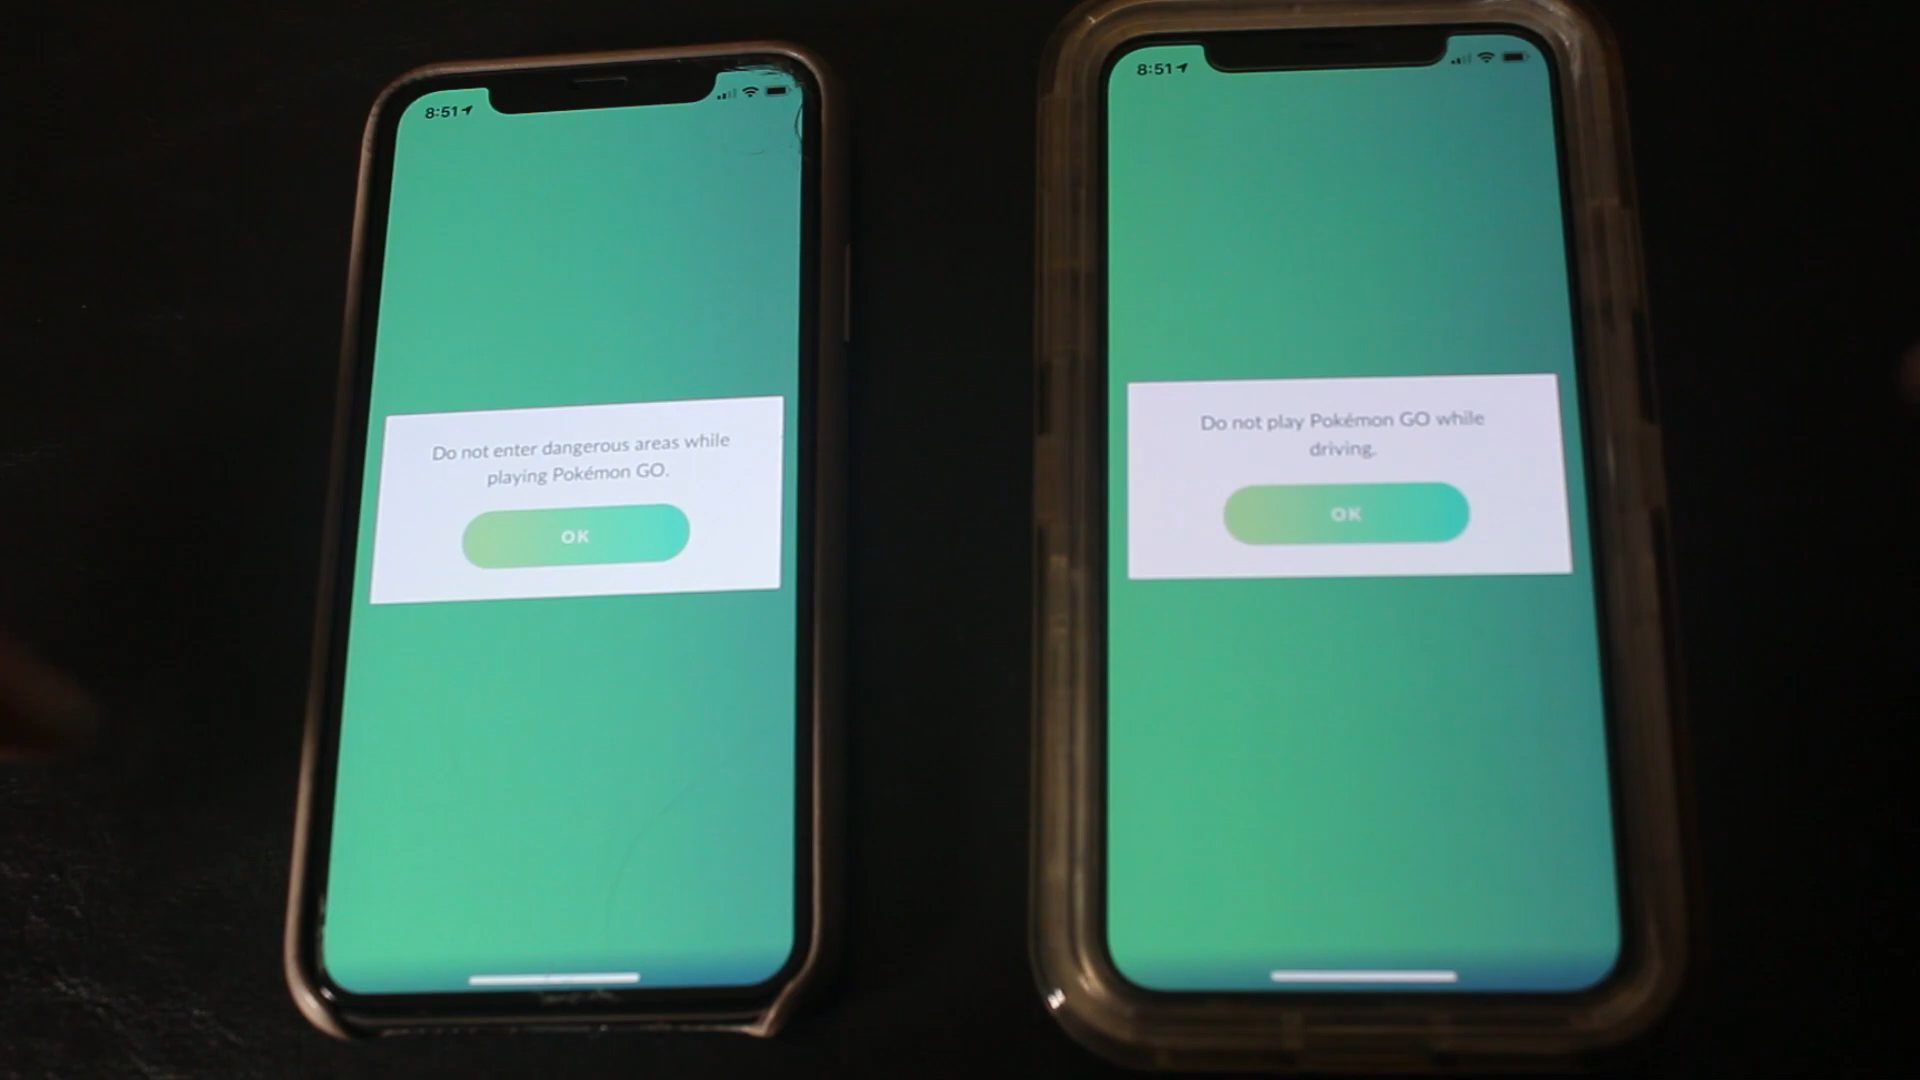 8:51
Do not enter dangerous areas while
playing Pokémon GO.
OK
8:51
Do not play Pokémon GO while
driving.
OK